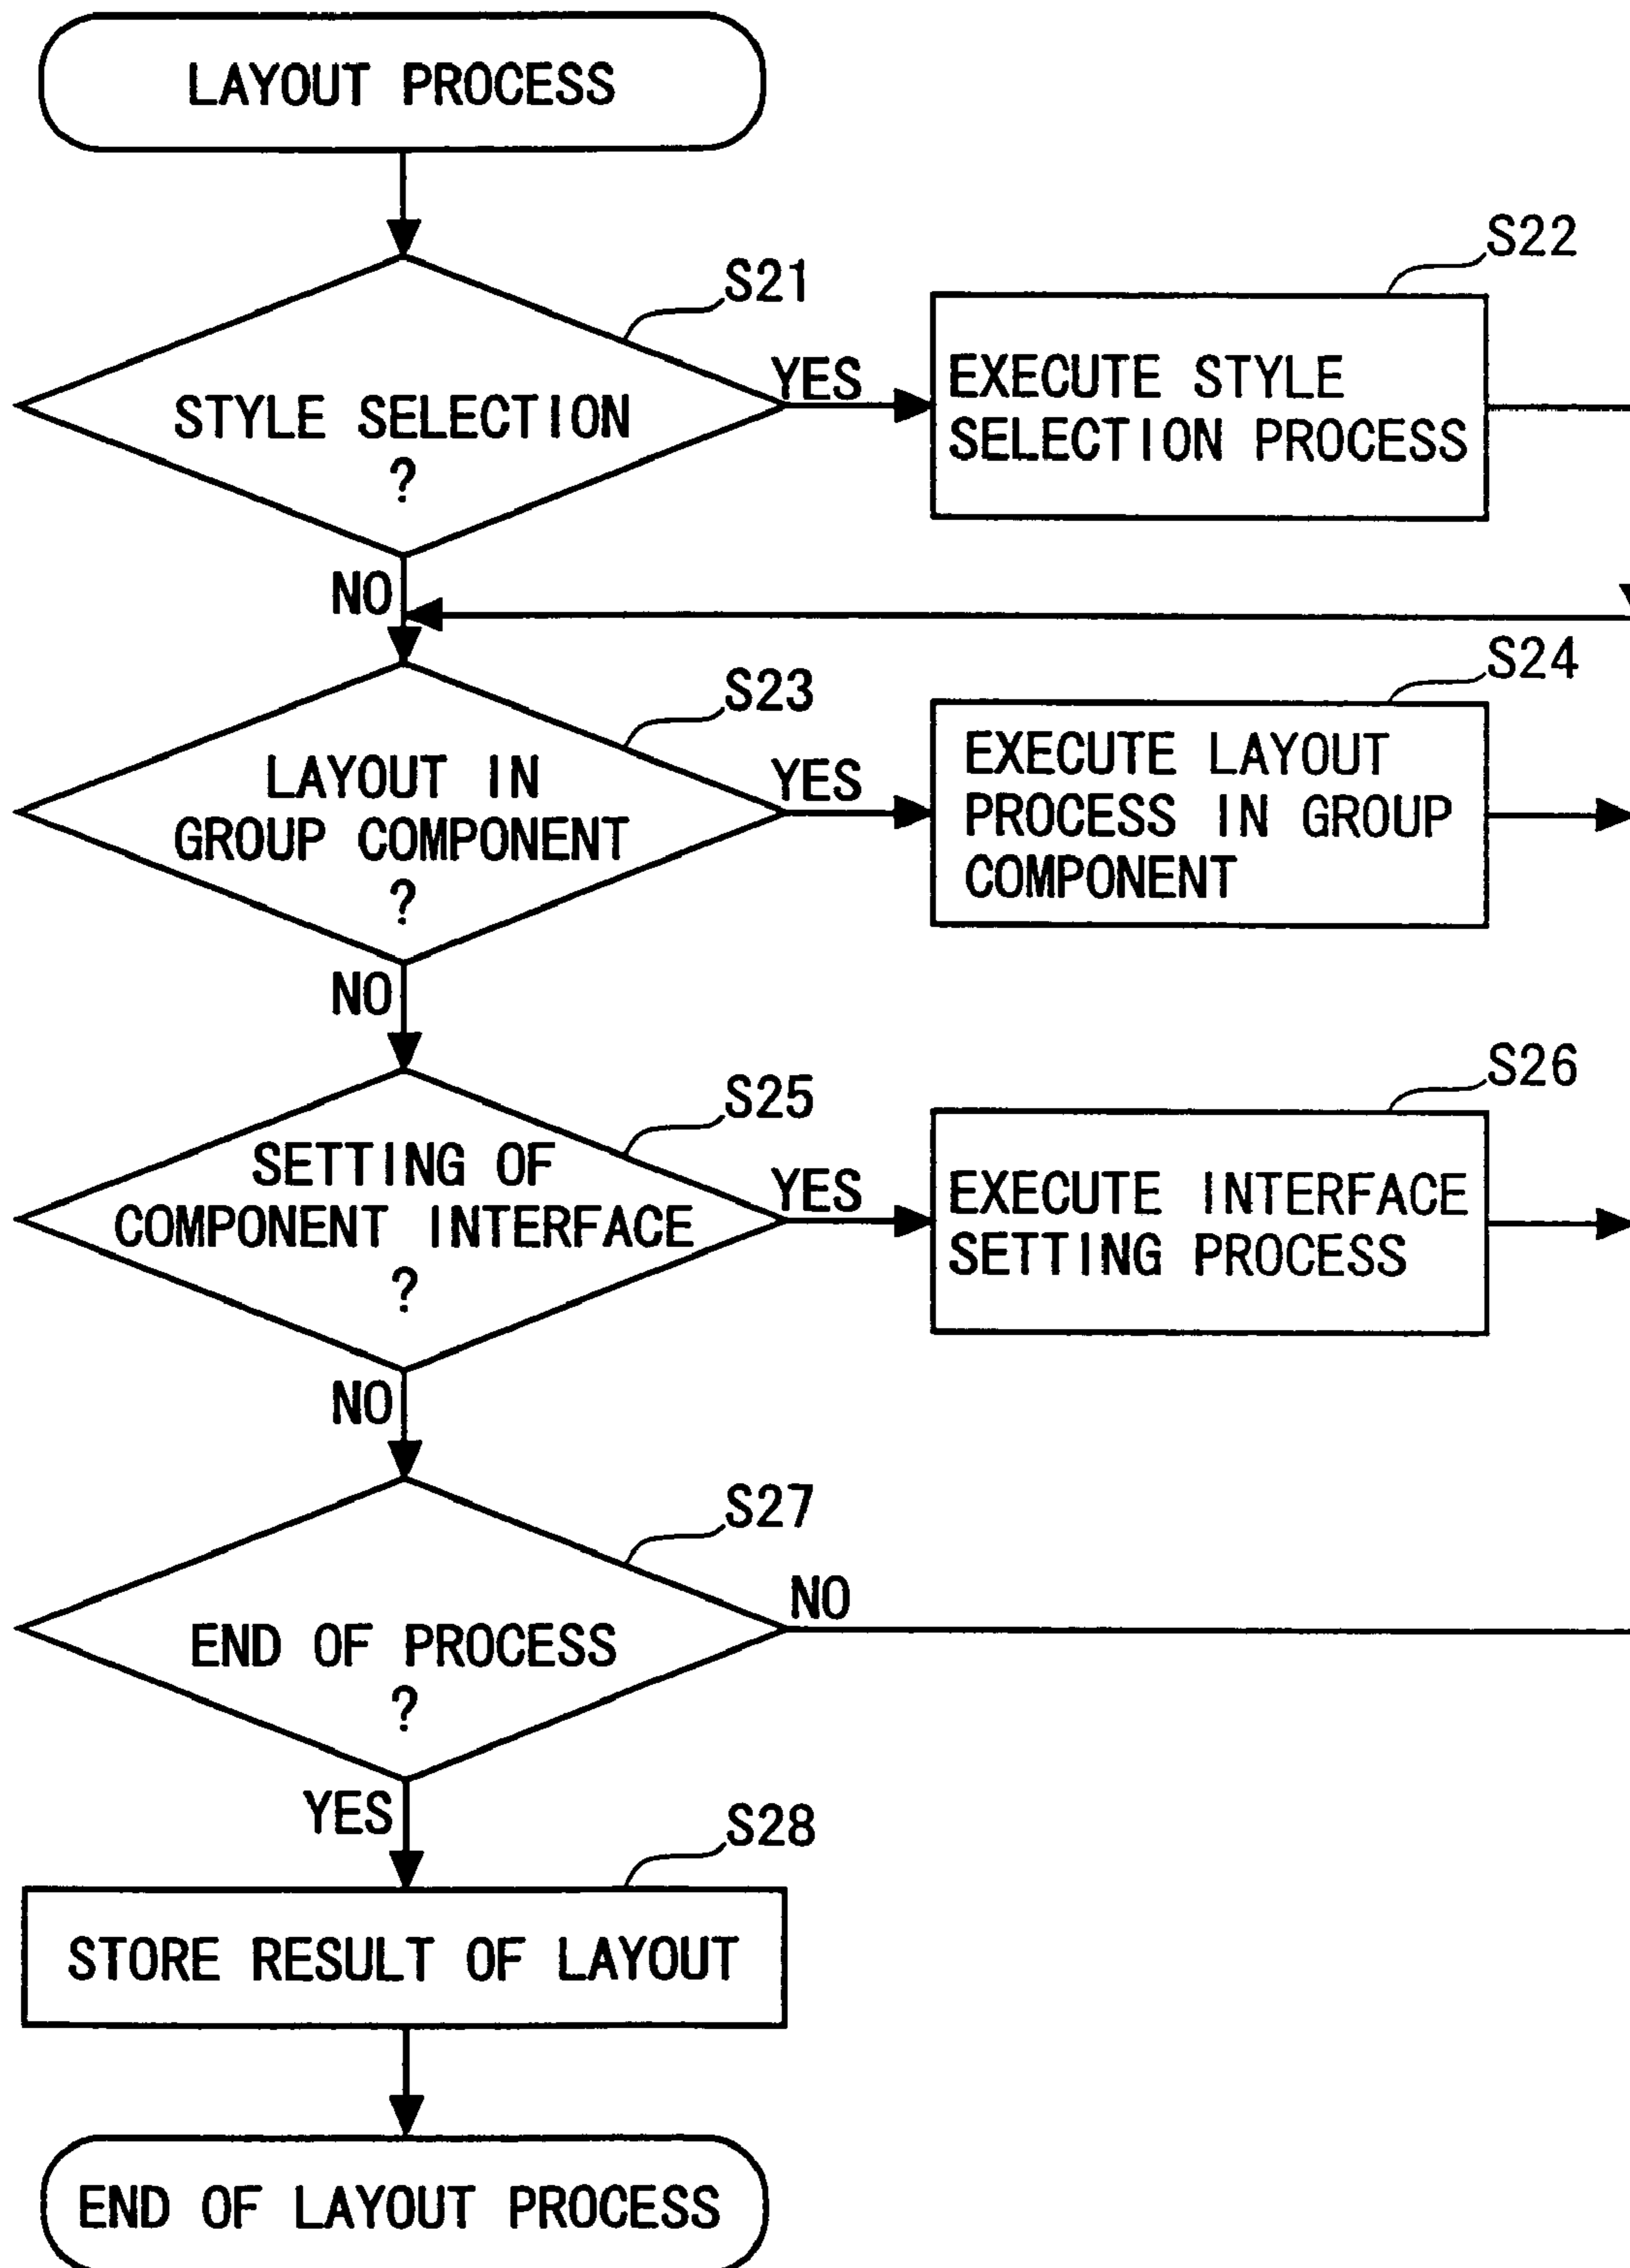 LAYOUT PROCESS
S21
STYLE SELECTION
?
YES
NO
S22
EXECUTE STYLE
SELECTION PROCESS
S23
LAYOUT IN
GROUP COMPONENT
?
YES
NO
S24
EXECUTE LAYOUT
PROCESS IN GROUP
COMPONENT
S25
SETTING OF
COMPONENT INTERFACE
?
YES
NO
S26
EXECUTE INTERFACE
SETTING PROCESS
S27
END OF PROCESS
?
NO
YES
S28
STORE RESULT OF LAYOUT
END OF LAYOUT PROCESS